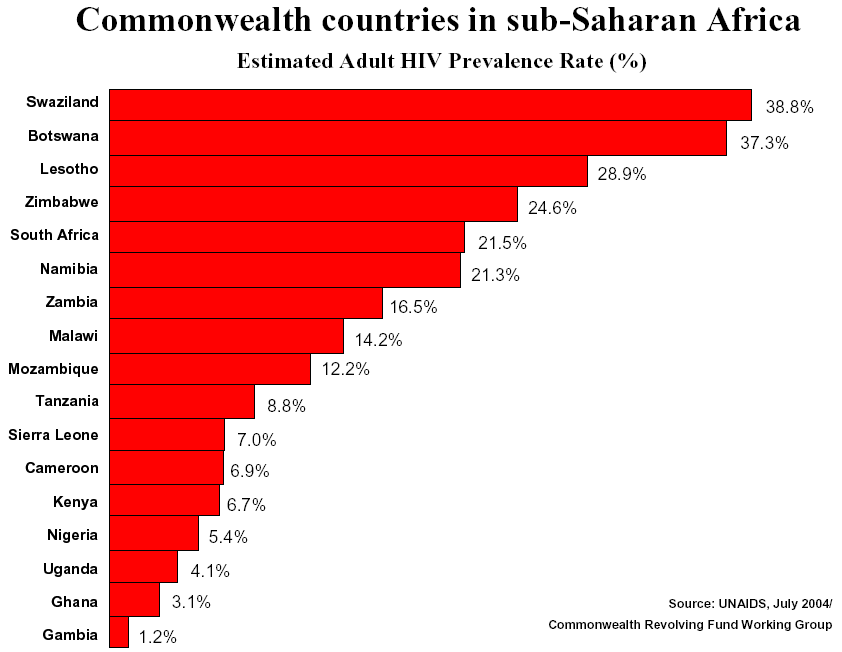 Commonwealth countries in sub-Saharan Africa
Estimated Adult HIV Prevalence Rate (%)
Swaziland 38.8%
Botswana 37.3%
Lesotho 28.9%
Zimbabwe 24.6%
South Africa 21.5%
Namibia 21.3%
Zambia 16.5%
Malawi 14.2%
Mozambique 12.2%
Tanzania 8.8%
Sierra Leone 7.0%
Cameroon 6.9%
Kenya 6.7%
Nigeria 5.4%
Uganda 4.1%
Ghana 3.1%
Gambia 1.2%
Source: UNAIDS, July 2004/
Commonwealth Revolving Fund Working Group